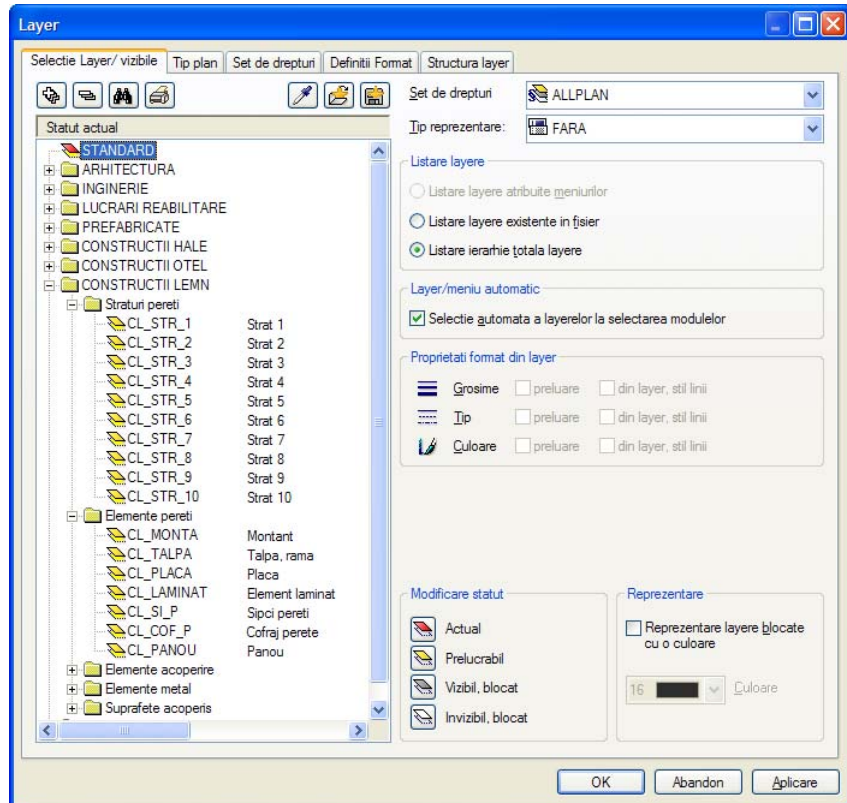 Layer
Selectie Layer/ vizibile
Tip plan
Set de drepturi
Definitii Format
Structura layer
Statut actual
STANDARD
ARHITECTURA
INGINERIE
LUCRARI REABILITARE
PREFABRICATE
CONSTRUCTII HALE
CONSTRUCTII OTEL
CONSTRUCTII LEMN
Straturi pereti
CL_STR_1 Strat 1
CL_STR_2 Strat 2
CL_STR_3 Strat 3
CL_STR_4 Strat 4
CL_STR_5 Strat 5
CL_STR_6 Strat 6
CL_STR_7 Strat 7
CL_STR_8 Strat 8
CL_STR_9 Strat 9
CL_STR_10 Strat 10
Elemente pereti
CL_MONTA Montant
CL_TALPA Talpa, rama
CL_PLACA Placa
CL_LAMINAT Element laminat
CL_SI_P Sipci pereti
CL_COF_P Cofraj perete
CL_PANOU Panou
Elemente acoperire
Elemente metal
Suprafete acoperis
Set de drepturi ALLPLAN
Tip reprezentare: FARA
Listare layere
Listare layere atribuite meniurilor
Listare layere existente in fisier
Listare ierarhie totala layere
Layer/meniu automatic
Selectie automata a layerelor la selectarea modulelor
Proprietati format din layer
Grosime preluare din layer, stil linii
Tip preluare din layer, stil linii
Culoare preluare din layer, stil linii
Modificare statut
Actual
Prelucrabil
Vizibil, blocat
Invizibil, blocat
Reprezentare
Reprezentare layere blocate
cu o culoare
16 Culoare
OK
Abandon
Aplicare